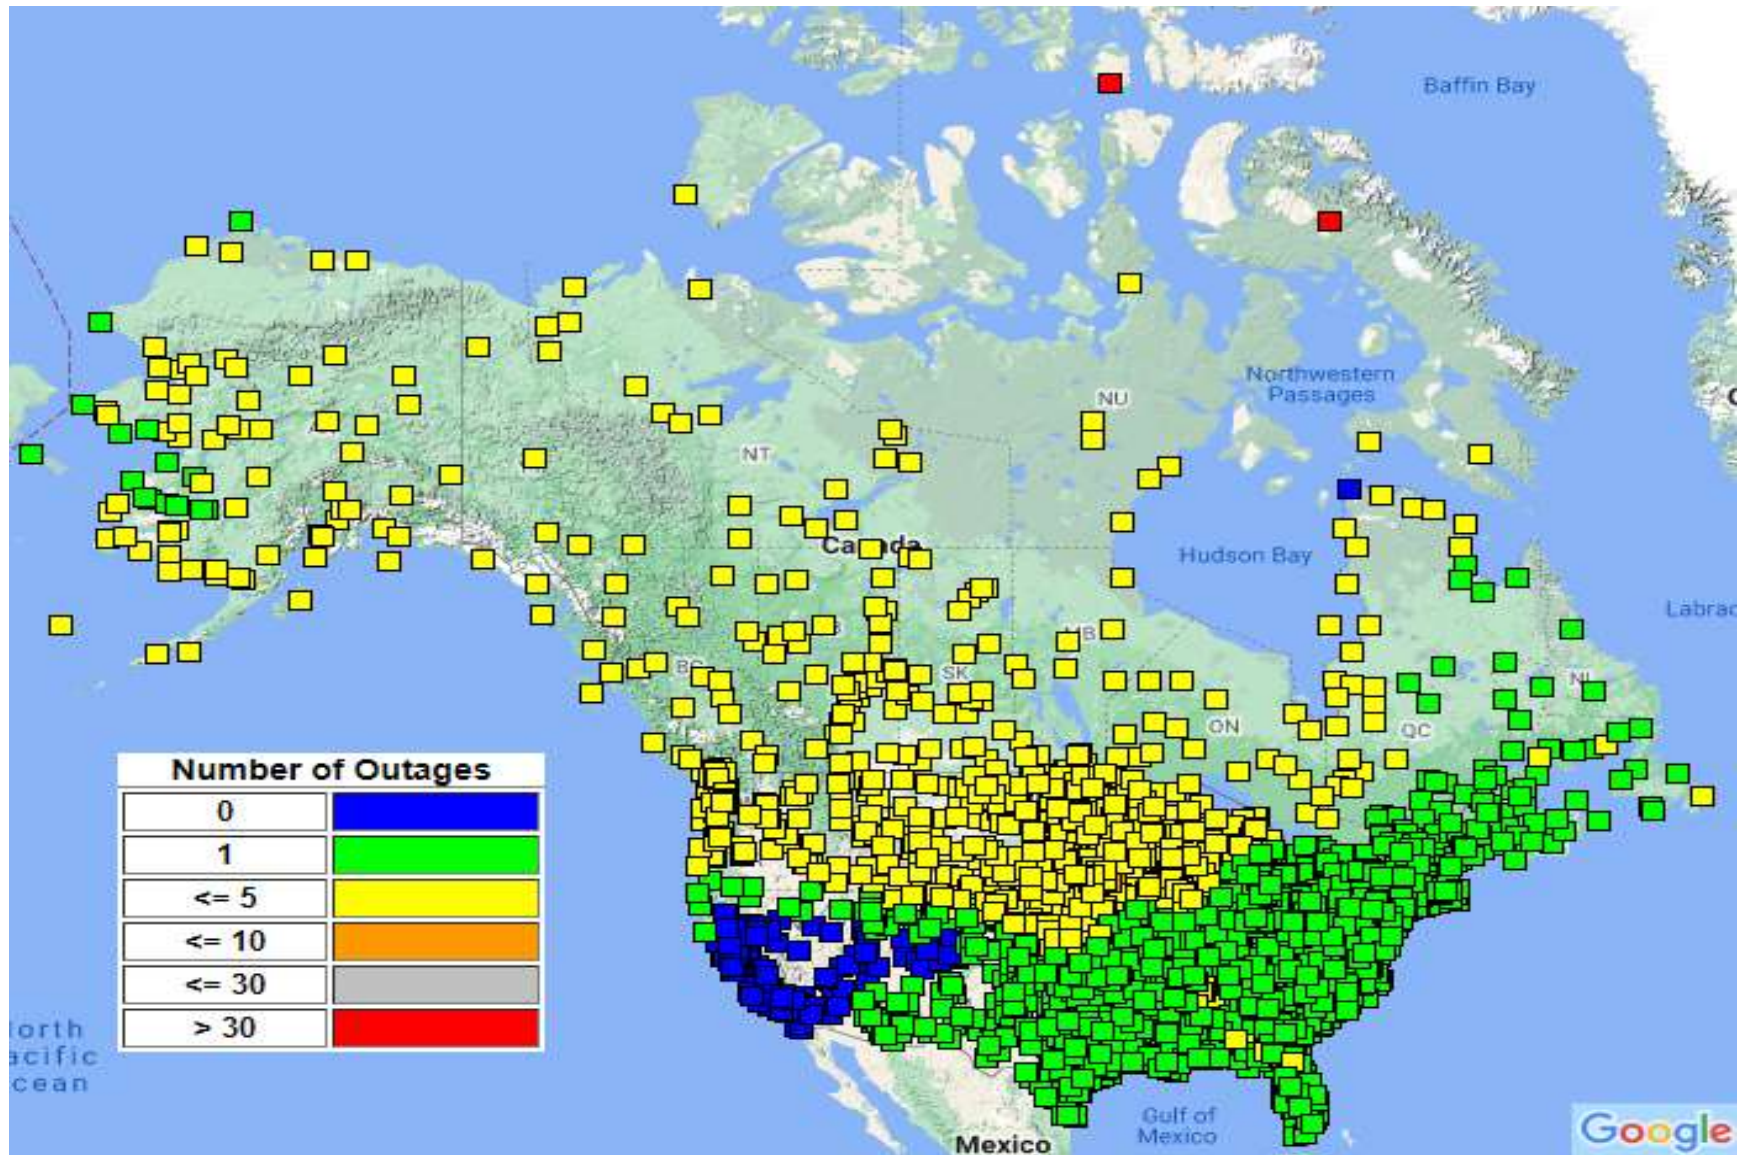 Baffin Bay
Northwestern
Passages
NU
NT
Canada
Hudson Bay
Labrac
MB
BC
SK
NL
ON
QC
Number of Outages
0
1
<= 5
<= 10
<= 30
> 30
orth
acific
cean
Gulf of
Mexico
Mexico
Google